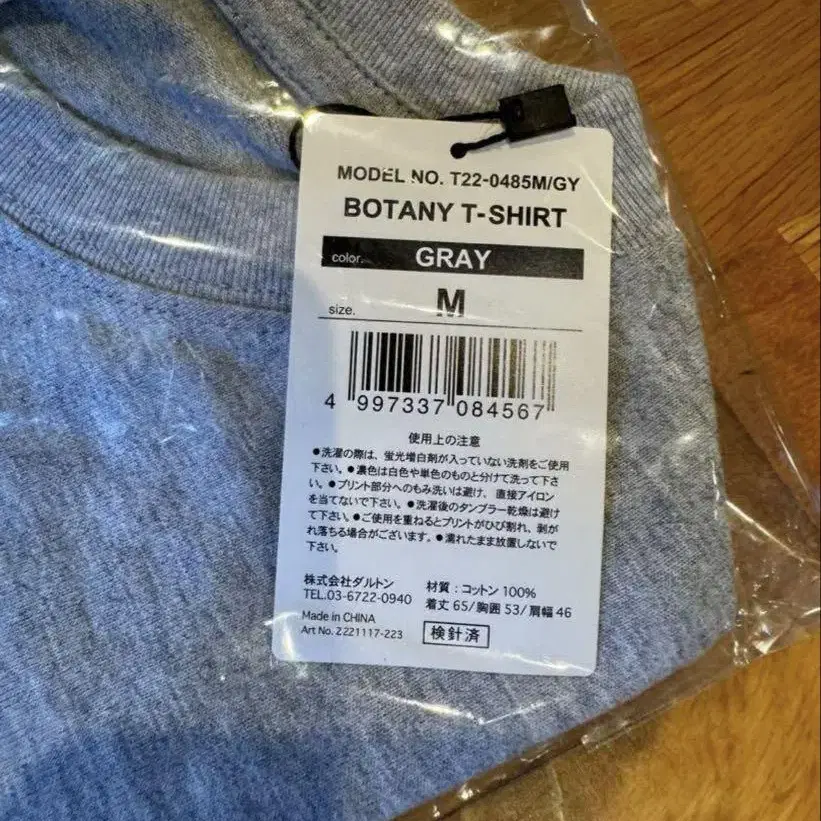 MODEL NO. T22-0485M/GY
BOTANY T-SHIRT
color. GRAY
size. M
4 997337 084567
使用上の注意
●洗濯の際は、蛍光増白剤が入っていない洗剤をご使用
下さい。●濃色は白色や単色のものと分けて洗って下さ
い。●プリント部分へのもみ洗いは避け、直接アイロン
を当てないで下さい。●洗濯後のタンブラー乾燥は避け
て下さい。●ご使用を重ねるとプリントがひび割れ、剥が
れ落ちる場合がございます。●濡れたまま放置しないで
下さい。
株式会社ダルトン
TEL.03-6722-0940
Made in CHINA
Art No. 2221117-223
材質：コットン 100%
着丈 65/胸囲 53/肩幅 46
検針済